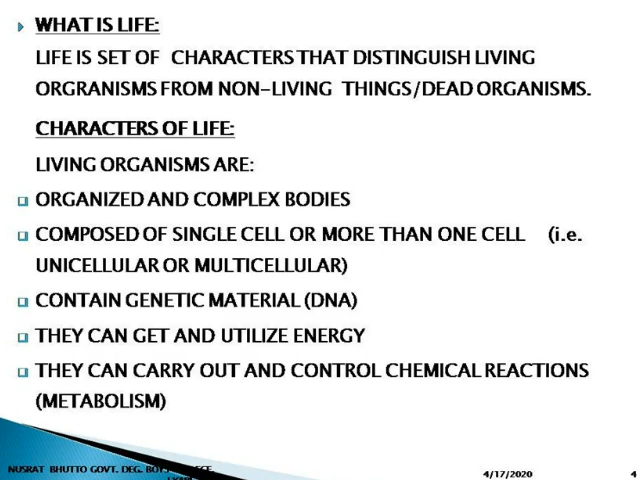 WHAT IS LIFE:
LIFE IS SET OF CHARACTERS THAT DISTINGUISH LIVING
ORGRANISMS FROM NON-LIVING THINGS/DEAD ORGANISMS.
CHARACTERS OF LIFE:
LIVING ORGANISMS ARE:
ORGANIZED AND COMPLEX BODIES
COMPOSED OF SINGLE CELL OR MORE THAN ONE CELL (i.e.
UNICELLULAR OR MULTICELLULAR)
CONTAIN GENETIC MATERIAL (DNA)
THEY CAN GET AND UTILIZE ENERGY
THEY CAN CARRY OUT AND CONTROL CHEMICAL REACTIONS
(METABOLISM)
NUSRAT BHUTTO GOVT. DEG. BOYS
4/17/2020
4